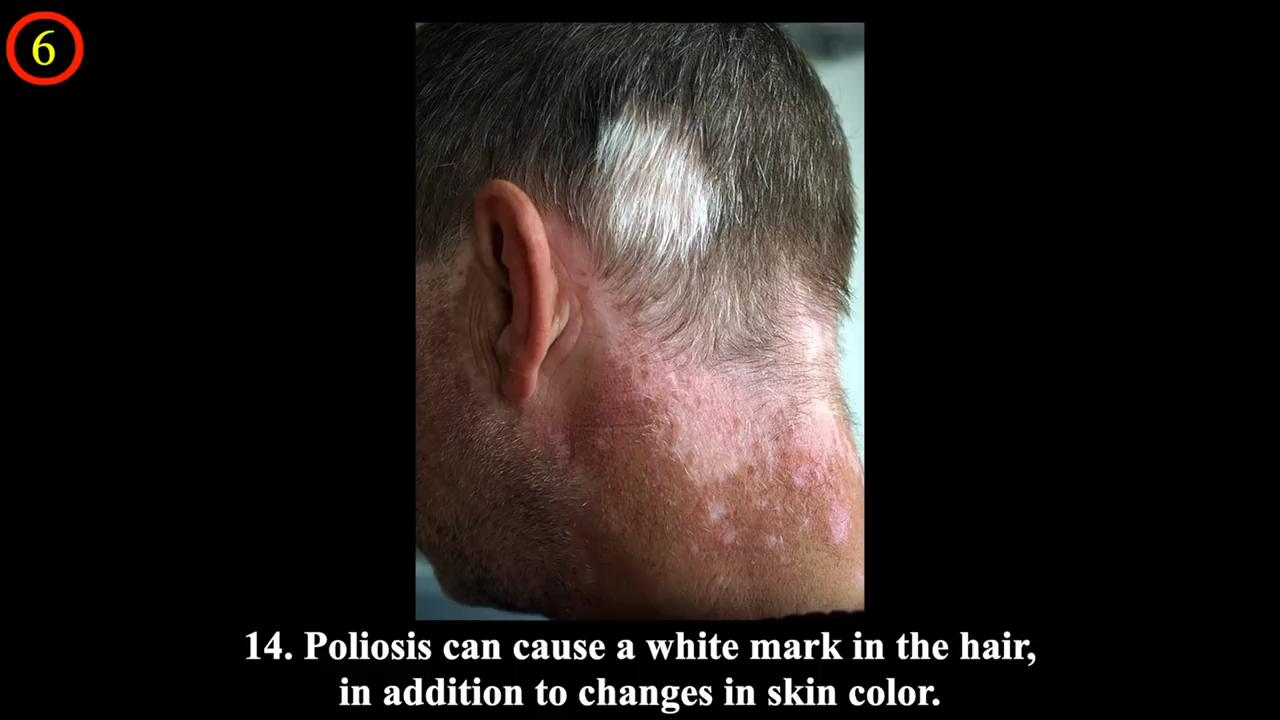 6
14. Poliosis can cause a white mark in the hair,
in addition to changes in skin color.